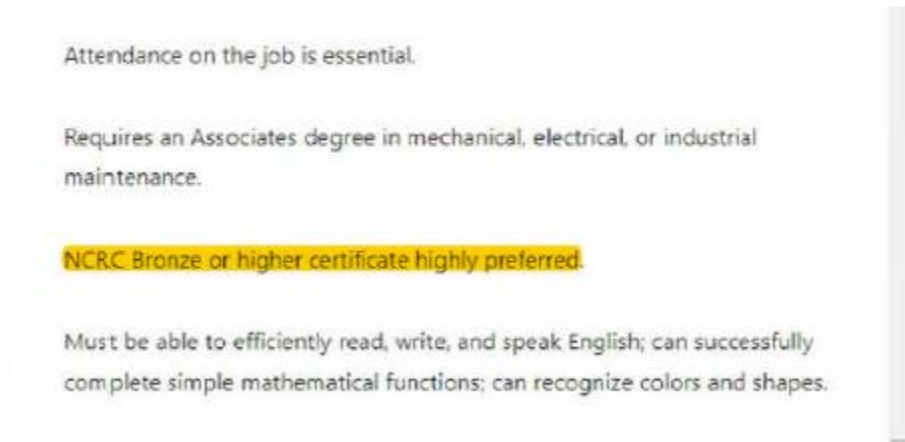 Attendance on the job is essential.
Requires an Associates degree in mechanical, electrical, or industrial
maintenance.
NCRC Bronze or higher certificate highly preferred.
Must be able to efficiently read, write, and speak English; can successfully
complete simple mathematical functions; can recognize colors and shapes.